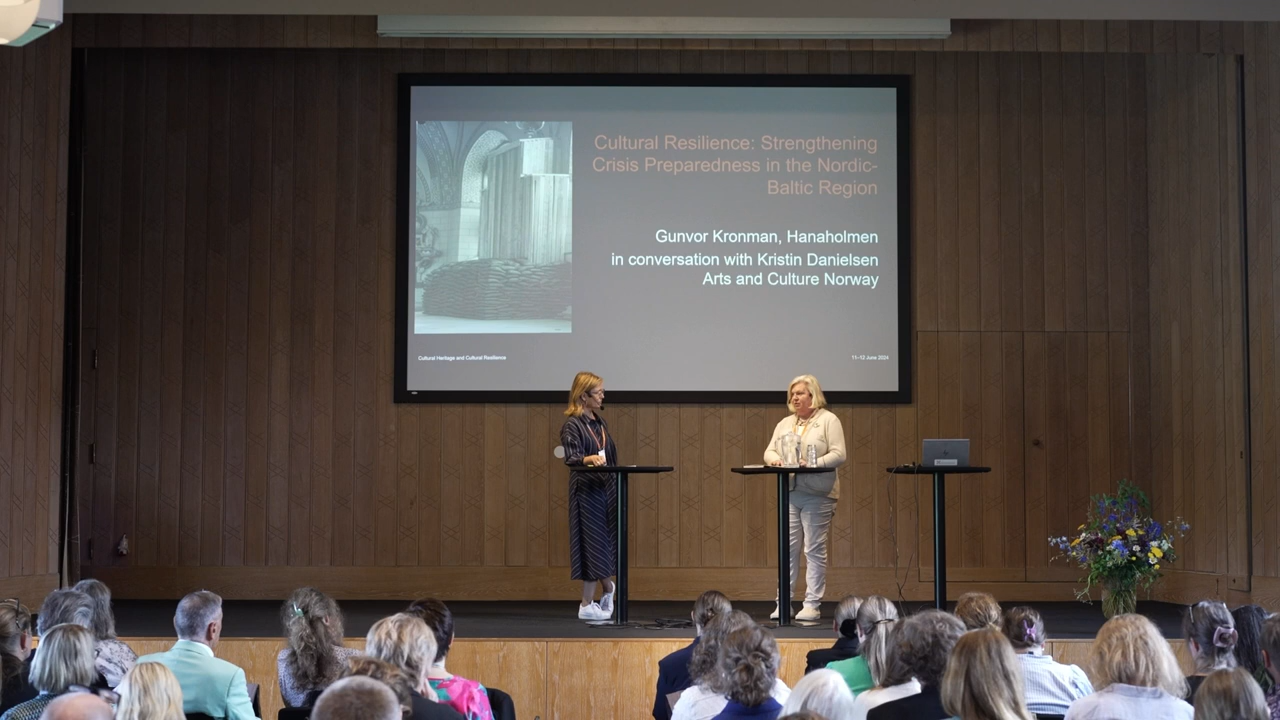 Cultural Resilience: Strengthening
Crisis Preparedness in the Nordic-
Baltic Region
Gunvor Kronman, Hanaholmen
in conversation with Kristin Danielsen
Arts and Culture Norway
Cultural Heritage and Cultural Resilience
11–12 June 2024